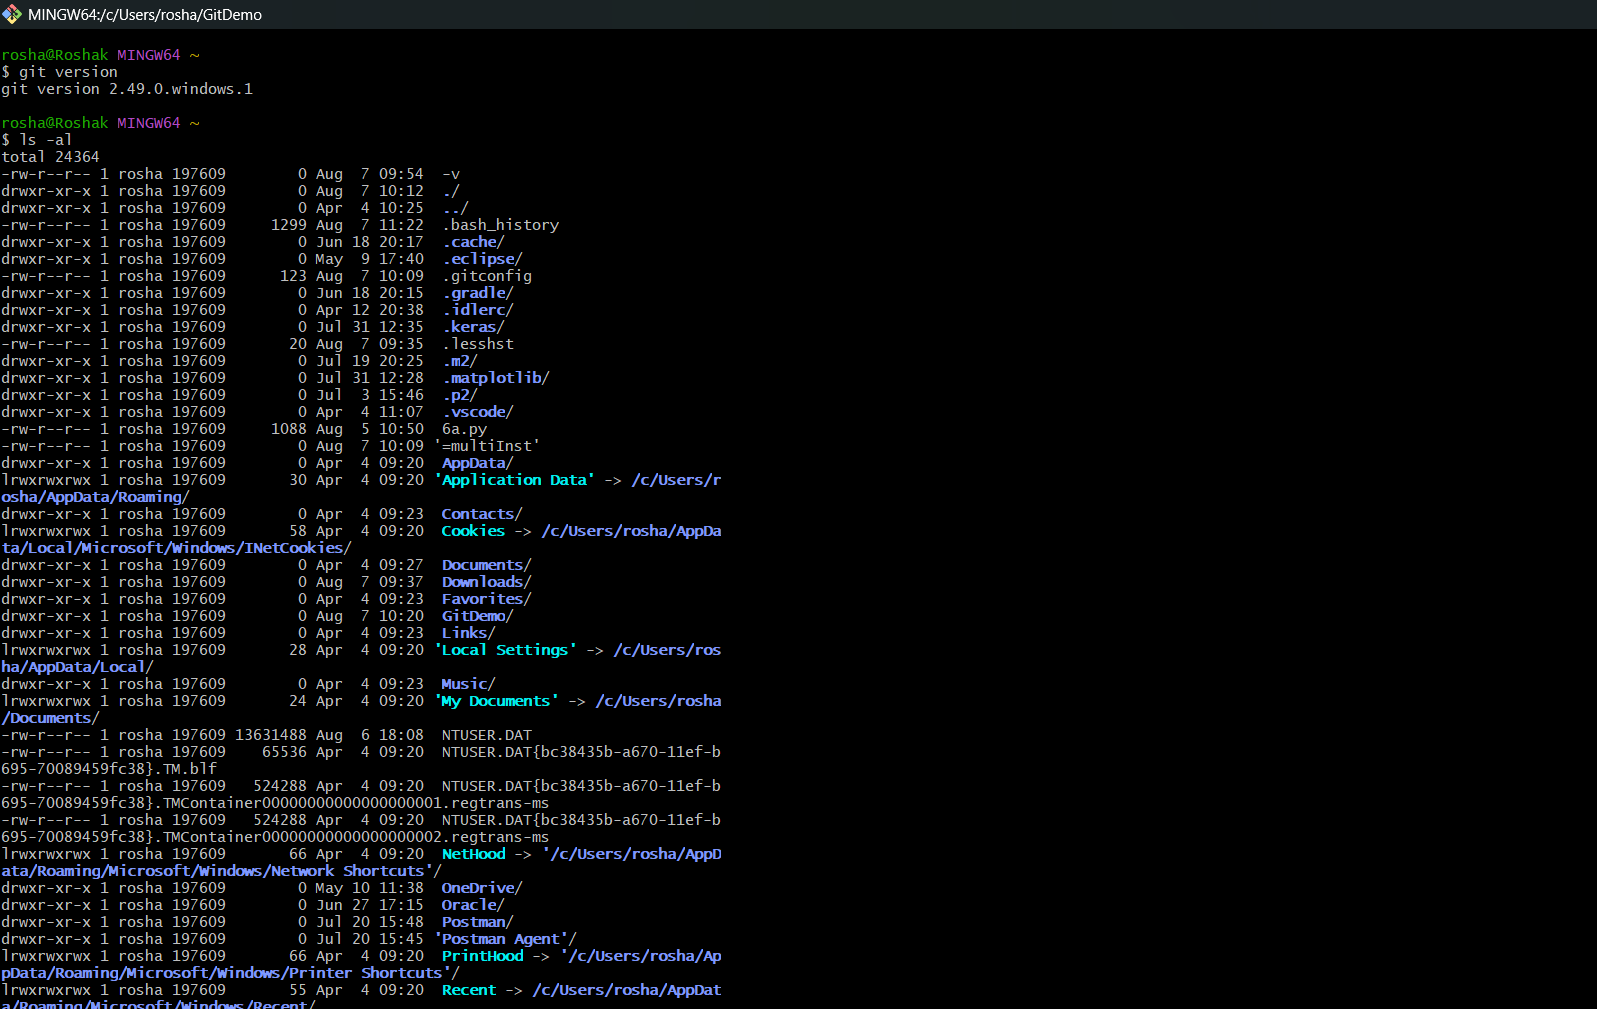 MINGW64:/c/Users/rosha/GitDemo
rosha@Roshak MINGW64 ~
$ git version
git version 2.49.0.windows.1
rosha@Roshak MINGW64 ~
$ ls -al
total 24364
-rw-r--r-- 1 rosha 197609        0 Aug  7 09:54  -v
drwxr-xr-x 1 rosha 197609        0 Aug  7 10:12  ./
drwxr-xr-x 1 rosha 197609        0 Apr  4 10:25  ../
-rw-r--r-- 1 rosha 197609     1299 Aug  7 11:22  .bash_history
drwxr-xr-x 1 rosha 197609        0 Jun 18 20:17  .cache/
drwxr-xr-x 1 rosha 197609        0 May  9 17:40  .eclipse/
-rw-r--r-- 1 rosha 197609      123 Aug  7 10:09  .gitconfig
drwxr-xr-x 1 rosha 197609        0 Jun 18 20:15  .gradle/
drwxr-xr-x 1 rosha 197609        0 Apr 12 20:38  .idlerc/
drwxr-xr-x 1 rosha 197609        0 Jul 31 12:35  .keras/
-rw-r--r-- 1 rosha 197609       20 Aug  7 09:35  .lesshst
drwxr-xr-x 1 rosha 197609        0 Jul 19 20:25  .m2/
drwxr-xr-x 1 rosha 197609        0 Jul 31 12:28  .matplotlib/
drwxr-xr-x 1 rosha 197609        0 Jul  3 15:46  .p2/
drwxr-xr-x 1 rosha 197609        0 Apr  4 11:07  .vscode/
-rw-r--r-- 1 rosha 197609     1088 Aug  5 10:50  6a.py
-rw-r--r-- 1 rosha 197609        0 Aug  7 10:09 '=multiInst'
drwxr-xr-x 1 rosha 197609        0 Apr  4 09:20  AppData/
lrwxrwxrwx 1 rosha 197609       30 Apr  4 09:20 'Application Data' -> /c/Users/r
osha/AppData/Roaming/
drwxr-xr-x 1 rosha 197609        0 Apr  4 09:23  Contacts/
lrwxrwxrwx 1 rosha 197609       58 Apr  4 09:20  Cookies -> /c/Users/rosha/AppDa
ta/Local/Microsoft/Windows/INetCookies/
drwxr-xr-x 1 rosha 197609        0 Apr  4 09:27  Documents/
drwxr-xr-x 1 rosha 197609        0 Aug  7 09:37  Downloads/
drwxr-xr-x 1 rosha 197609        0 Apr  4 09:23  Favorites/
drwxr-xr-x 1 rosha 197609        0 Aug  7 10:20  GitDemo/
drwxr-xr-x 1 rosha 197609        0 Apr  4 09:23  Links/
lrwxrwxrwx 1 rosha 197609       28 Apr  4 09:20 'Local Settings' -> /c/Users/ros
ha/AppData/Local/
drwxr-xr-x 1 rosha 197609        0 Apr  4 09:23  Music/
lrwxrwxrwx 1 rosha 197609       24 Apr  4 09:20 'My Documents' -> /c/Users/rosha
/Documents/
-rw-r--r-- 1 rosha 197609 13631488 Aug  6 18:08  NTUSER.DAT
-rw-r--r-- 1 rosha 197609    65536 Apr  4 09:20  NTUSER.DAT{bc38435b-a670-11ef-b
695-70089459fc38}.TM.blf
-rw-r--r-- 1 rosha 197609   524288 Apr  4 09:20  NTUSER.DAT{bc38435b-a670-11ef-b
695-70089459fc38}.TMContainer00000000000000000001.regtrans-ms
-rw-r--r-- 1 rosha 197609   524288 Apr  4 09:20  NTUSER.DAT{bc38435b-a670-11ef-b
695-70089459fc38}.TMContainer00000000000000000002.regtrans-ms
lrwxrwxrwx 1 rosha 197609       66 Apr  4 09:20  NetHood -> '/c/Users/rosha/AppD
ata/Roaming/Microsoft/Windows/Network Shortcuts'/
drwxr-xr-x 1 rosha 197609        0 May 10 11:38  OneDrive/
drwxr-xr-x 1 rosha 197609        0 Jun 27 17:15  Oracle/
drwxr-xr-x 1 rosha 197609        0 Jul 20 15:48  Postman/
drwxr-xr-x 1 rosha 197609        0 Jul 20 15:45 'Postman Agent'/
lrwxrwxrwx 1 rosha 197609       66 Apr  4 09:20  PrintHood -> '/c/Users/rosha/Ap
pData/Roaming/Microsoft/Windows/Printer Shortcuts'/
lrwxrwxrwx 1 rosha 197609       55 Apr  4 09:20  Recent -> /c/Users/rosha/AppDat
a/Roaming/Microsoft/Windows/Recent/